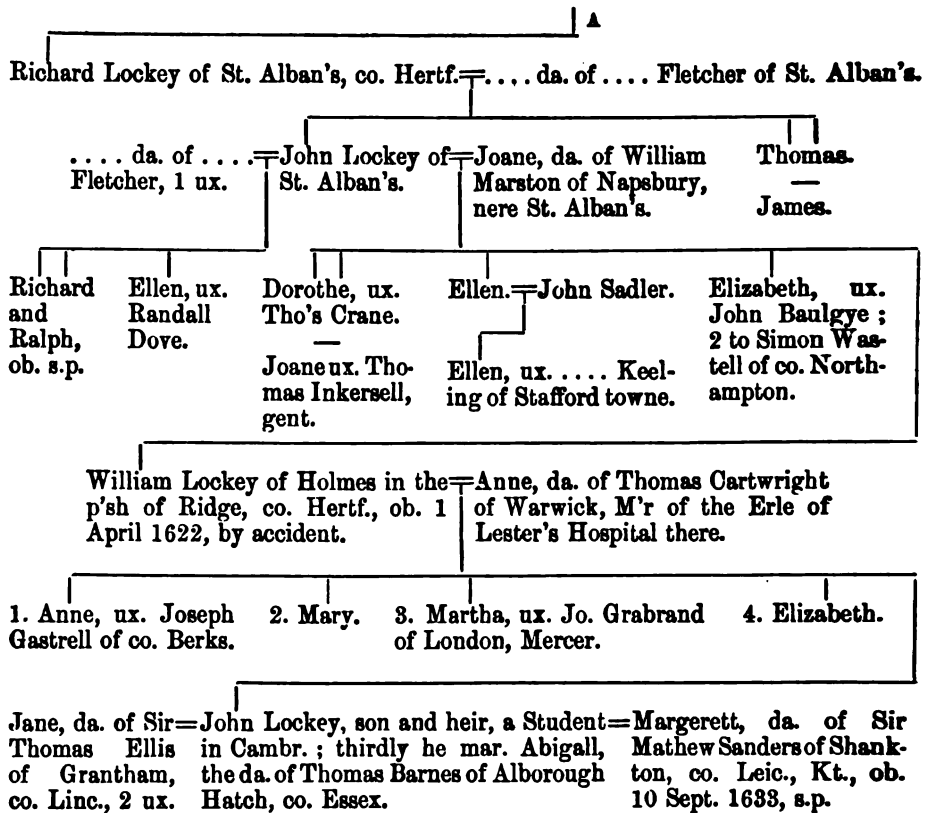 A
Richard Lockey of St. Alban's, co. Hertf.=.... da. of .... Fletcher of St. Alban's.
.... da. of ....=John Lockey of=Joane, da. of William Thomas.
Fletcher, 1 ux. St. Alban's. Marston of Napsbury, —
nere St. Alban's. James.
Richard Ellen, ux. Dorothe, ux. Ellen.=John Sadler. Elizabeth, ux.
and Randall Tho's Crane. John Baulgye ;
Ralph, Dove. — 2 to Simon Was-
ob. s.p. Joane ux. Tho- Ellen, ux. ..... Keel- tell of co. North-
mas Inkersell, ing of Stafford towne. ampton.
gent.
William Lockey of Holmes in the=Anne, da. of Thomas Cartwright
p'sh of Ridge, co. Hertf., ob. 1 of Warwick, M'r of the Erle of
April 1622, by accident. Lester's Hospital there.
1. Anne, ux. Joseph 2. Mary. 3. Martha, ux. Jo. Grabrand 4. Elizabeth.
Gastrell of co. Berks. of London, Mercer.
Jane, da. of Sir=John Lockey, son and heir, a Student=Margerett, da. of Sir
Thomas Ellis in Cambr. ; thirdly he mar. Abigall, Mathew Sanders of Shank-
of Grantham, the da. of Thomas Barnes of Alborough ton, co. Leic., Kt., ob.
co. Linc., 2 ux. Hatch, co. Essex. 10 Sept. 1633, s.p.